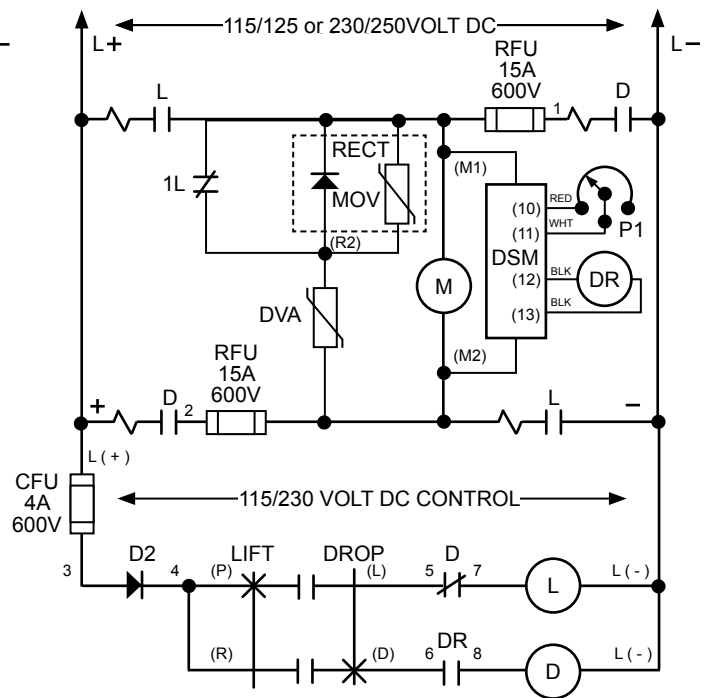 115/125 or 230/250VOLT DC
L+
L–
RFU
15A
600V
L
1
D
RECT
1L
MOV
(M1)
RED
(10)
WHT
(11)
P1
(R2)
DSM
M
BLK
(12)
DR
BLK
(13)
DVA
(M2)
RFU
15A
600V
+
D
2
L
–
L ( + )
CFU
4A
600V
115/230 VOLT DC CONTROL
3
D2
4
LIFT
(P)
DROP
(L)
D
5
7
L
L ( - )
(R)
(D)
DR
6
8
D
L ( - )